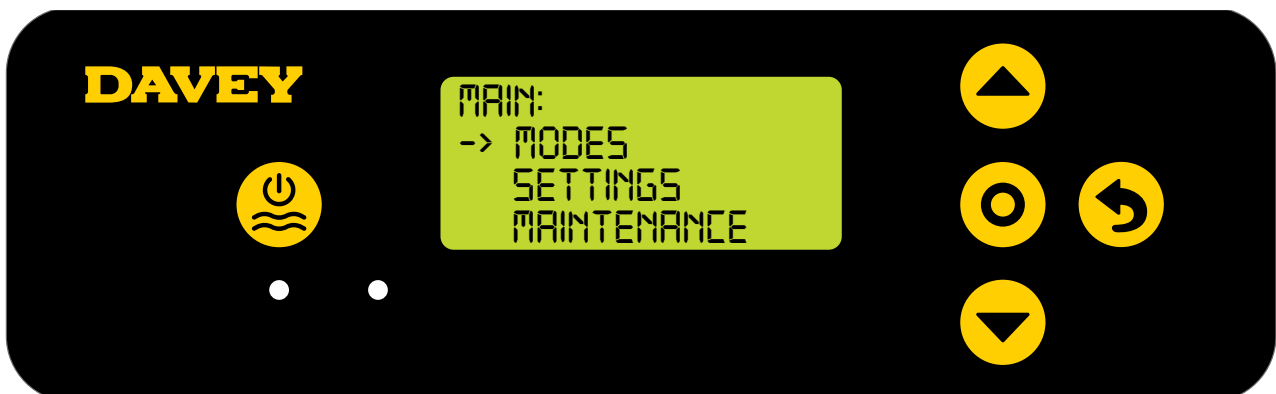 DAVEY
MAIN:
-> MODES
SETTINGS
MAINTENANCE